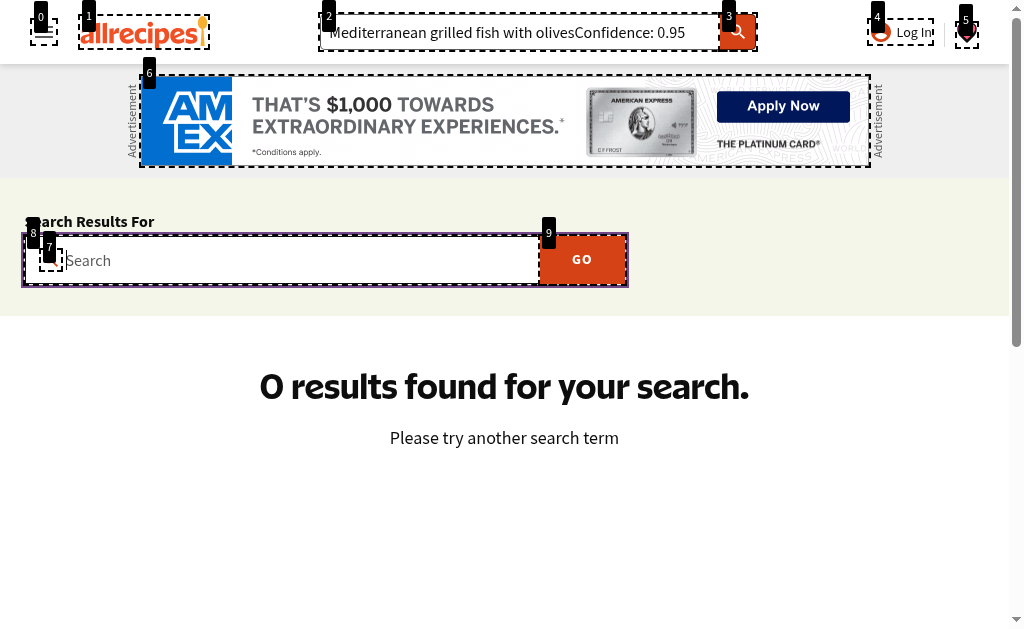 0
1
2
3
4
5
allrecipes
Mediterranean grilled fish with olivesConfidence: 0.95
Log In
6
Advertisement
AM
EX
THAT'S $1,000 TOWARDS
EXTRAORDINARY EXPERIENCES.*
*Conditions apply.
AMERICAN EXPRESS
C F FROST
Apply Now
THE PLATINUM CARD®
Advertisement
Search Results For
8
7
9
Search
GO
0 results found for your search.
Please try another search term